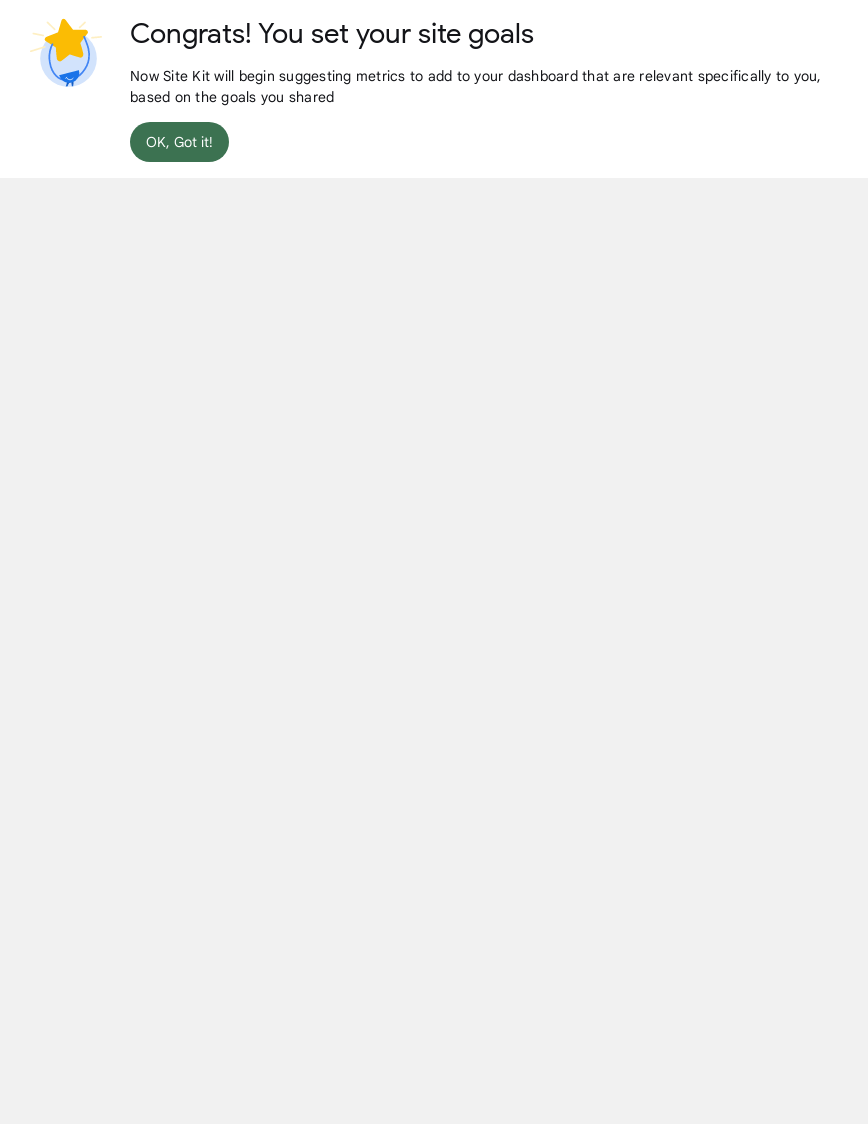 Congrats! You set your site goals
Now Site Kit will begin suggesting metrics to add to your dashboard that are relevant specifically to you,
based on the goals you shared
OK, Got it!